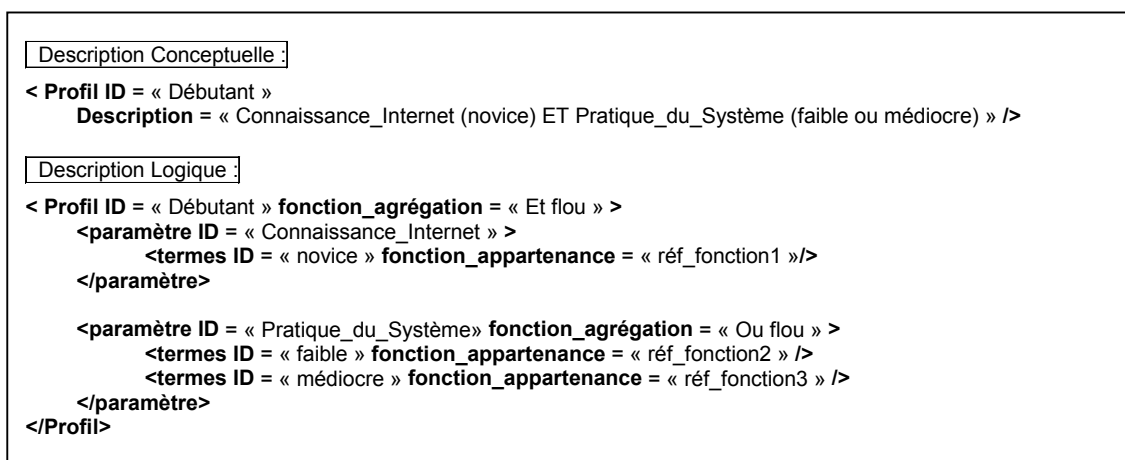 Description Conceptuelle :
< Profil ID = « Débutant »
Description = « Connaissance_Internet (novice) ET Pratique_du_Système (faible ou médiocre) » />
Description Logique :
< Profil ID = « Débutant » fonction_agrégation = « Et flou » >
<paramètre ID = « Connaissance_Internet » >
<termes ID = « novice » fonction_appartenance = « réf_fonction1 »/>
</paramètre>
<paramètre ID = « Pratique_du_Système» fonction_agrégation = « Ou flou » >
<termes ID = « faible » fonction_appartenance = « réf_fonction2 » />
<termes ID = « médiocre » fonction_appartenance = « réf_fonction3 » />
</paramètre>
</Profil>